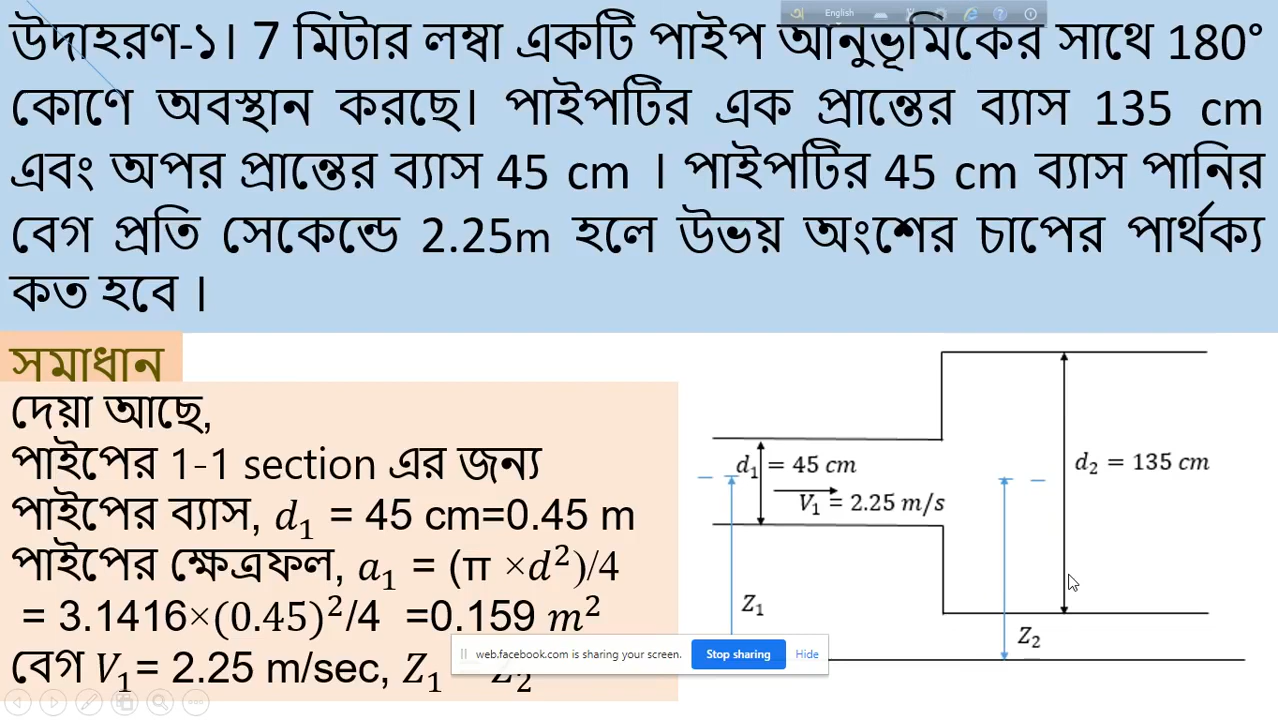 অ English
উদাহরণ-১। 7 মিটার লম্বা একটি পাইপ আনুভূমিকের সাথে 180°
কোণে অবস্থান করছে। পাইপটির এক প্রান্তের ব্যাস 135 cm
এবং অপর প্রান্তের ব্যাস 45 cm । পাইপটির 45 cm ব্যাস পানির
বেগ প্রতি সেকেন্ডে 2.25m হলে উভয় অংশের চাপের পার্থক্য
কত হবে ।
সমাধান
দেয়া আছে,
পাইপের 1-1 section এর জন্য
পাইপের ব্যাস, d₁ = 45 cm=0.45 m
পাইপের ক্ষেত্রফল, a₁ = (π ×d²)/4
= 3.1416×(0.45)²/4 =0.159 m²
বেগ V₁= 2.25 m/sec, Z₁ = Z₂
d₁ = 45 cm
V₁ = 2.25 m/s
d₂ = 135 cm
Z₁
Z₂
web.facebook.com is sharing your screen. Stop sharing Hide